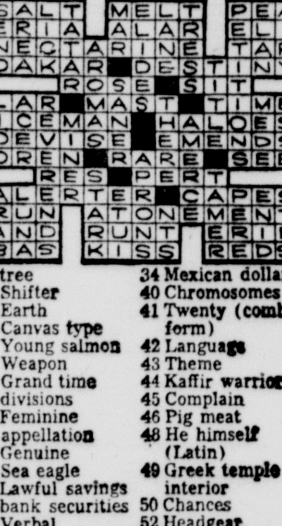 SALT MELT PE
ERIA ALAR EL
NECTARINE TAR
DAKAR DESTINY
ROSE SIT
LAR MAST TIME
ICEMAN HALOES
DEVISE EMENDS
OREN RARE SEE
RES PERT
ALERTER CAPES
RUN ATONEMENT
AND RUNT ERIE
BAS KISS REDS
tree
Shifter
Earth
Canvas type
Young salmon
Weapon
Grand time
divisions
Feminine
appellation
Genuine
Sea eagle
Lawful savings
bank securities
Verbal
34 Mexican dollar
40 Chromosomes
41 Twenty (comb
form)
42 Language
43 Theme
44 Kaffir warrior
45 Complain
46 Pig meat
48 He himself
(Latin)
49 Greek temple
interior
50 Chances
52 Headgear